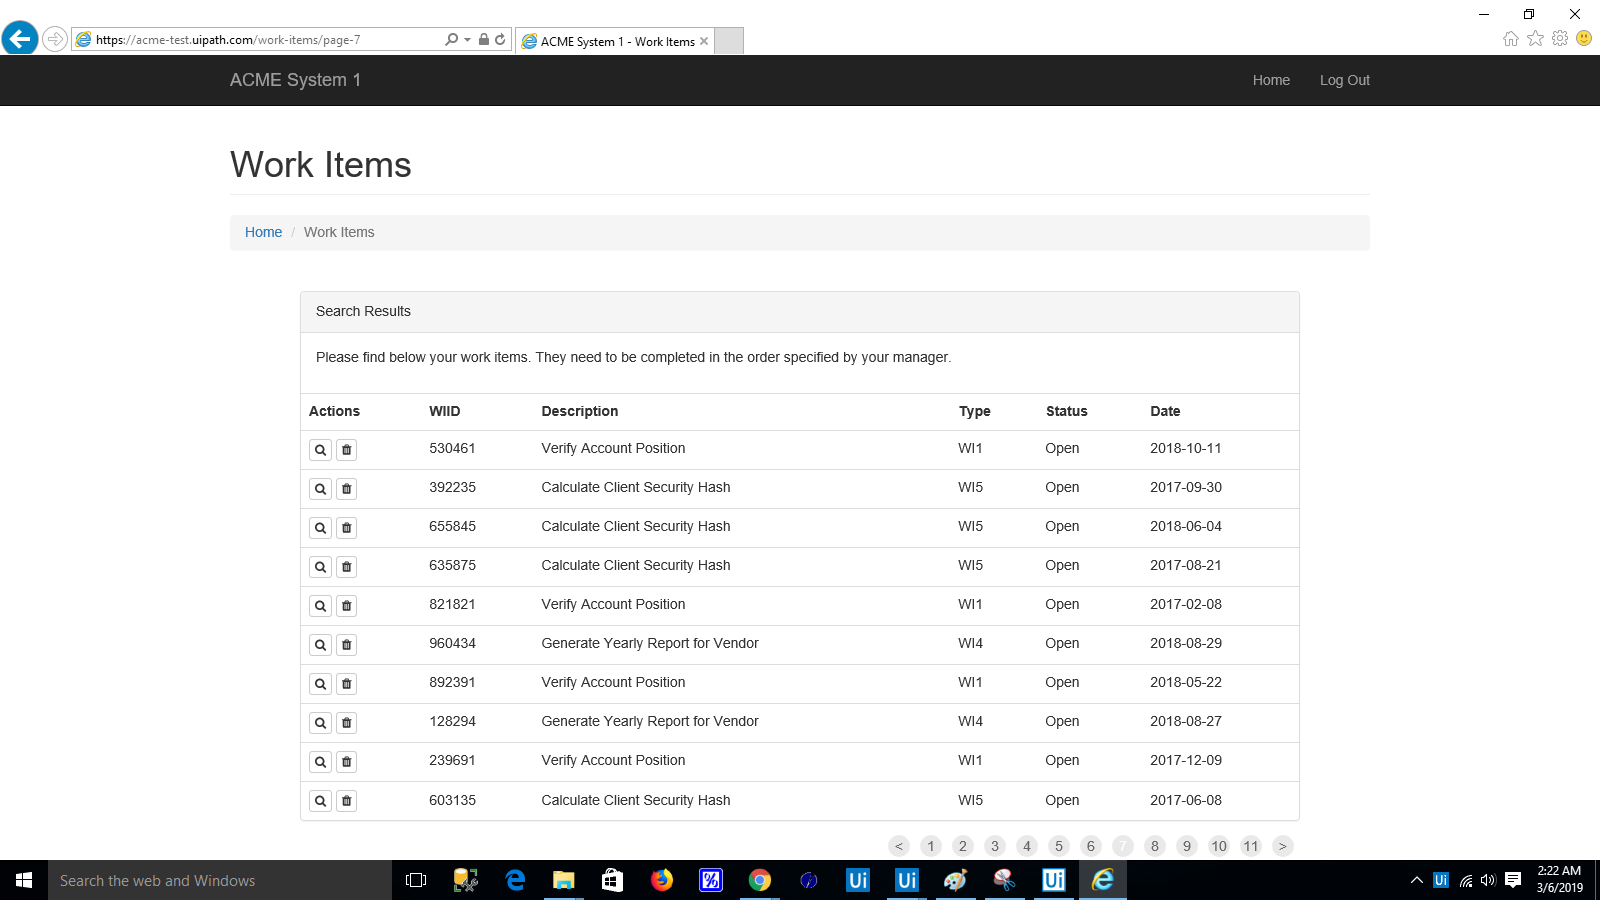 https://acme-test.uipath.com/work-items/page-7
ACME System 1 - Work Items
ACME System 1
Home
Log Out
Work Items
Home / Work Items
Search Results
Please find below your work items. They need to be completed in the order specified by your manager.
Actions WIID Description Type Status Date
530461 Verify Account Position WI1 Open 2018-10-11
392235 Calculate Client Security Hash WI5 Open 2017-09-30
655845 Calculate Client Security Hash WI5 Open 2018-06-04
635875 Calculate Client Security Hash WI5 Open 2017-08-21
821821 Verify Account Position WI1 Open 2017-02-08
960434 Generate Yearly Report for Vendor WI4 Open 2018-08-29
892391 Verify Account Position WI1 Open 2018-05-22
128294 Generate Yearly Report for Vendor WI4 Open 2018-08-27
239691 Verify Account Position WI1 Open 2017-12-09
603135 Calculate Client Security Hash WI5 Open 2017-06-08
< 1 2 3 4 5 6 7 8 9 10 11 >
Search the web and Windows
Ui Ui Ui Ui
2:22 AM
3/6/2019